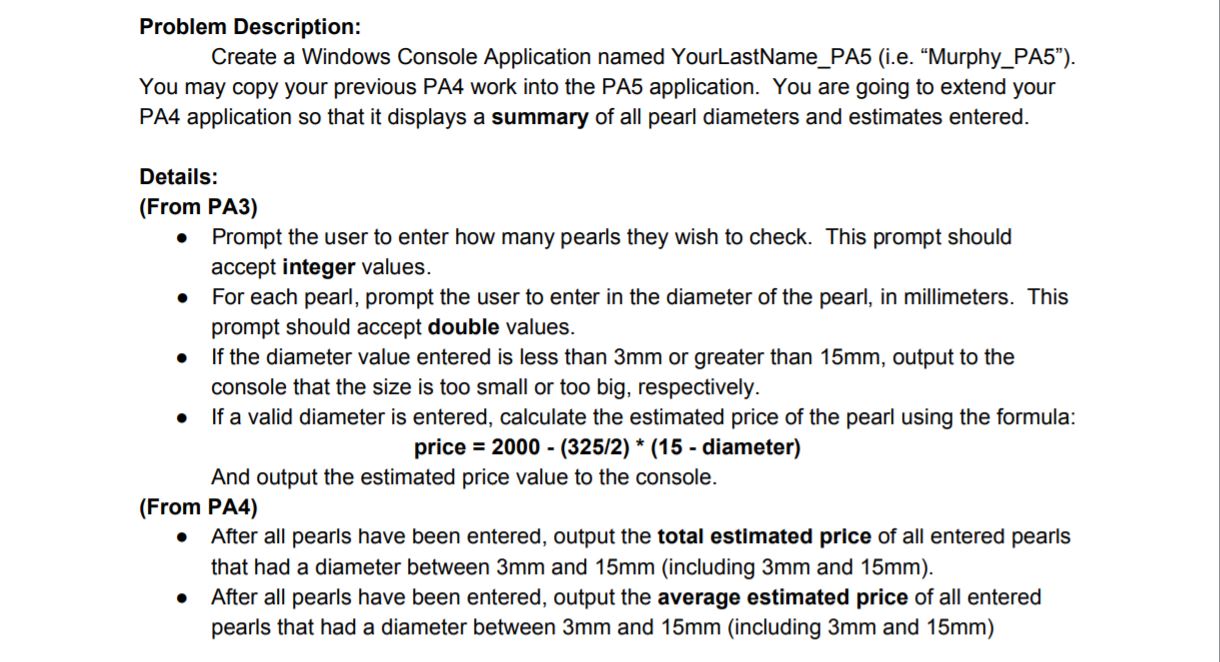 Problem Description:
Create a Windows Console Application named YourLastName_PA5 (i.e. “Murphy_PA5”).
You may copy your previous PA4 work into the PA5 application. You are going to extend your
PA4 application so that it displays a summary of all pearl diameters and estimates entered.
Details:
(From PA3)
● Prompt the user to enter how many pearls they wish to check. This prompt should
accept integer values.
● For each pearl, prompt the user to enter in the diameter of the pearl, in millimeters. This
prompt should accept double values.
● If the diameter value entered is less than 3mm or greater than 15mm, output to the
console that the size is too small or too big, respectively.
● If a valid diameter is entered, calculate the estimated price of the pearl using the formula:
price = 2000 - (325/2) * (15 - diameter)
And output the estimated price value to the console.
(From PA4)
● After all pearls have been entered, output the total estimated price of all entered pearls
that had a diameter between 3mm and 15mm (including 3mm and 15mm).
● After all pearls have been entered, output the average estimated price of all entered
pearls that had a diameter between 3mm and 15mm (including 3mm and 15mm)